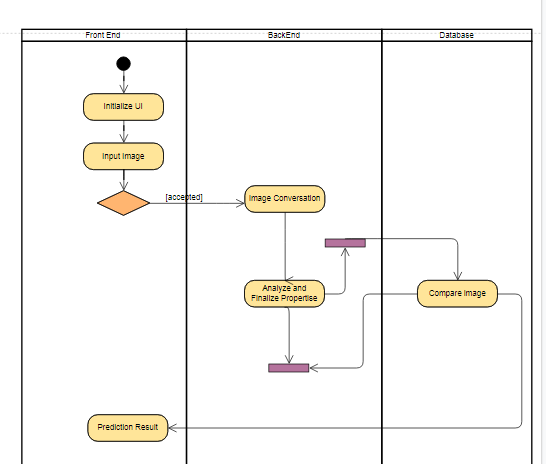 Front End
BackEnd
Database
Initialize UI
Input Image
[accepted]
Image Conversation
Analyze and
Finalize Propertise
Compare Image
Prediction Result